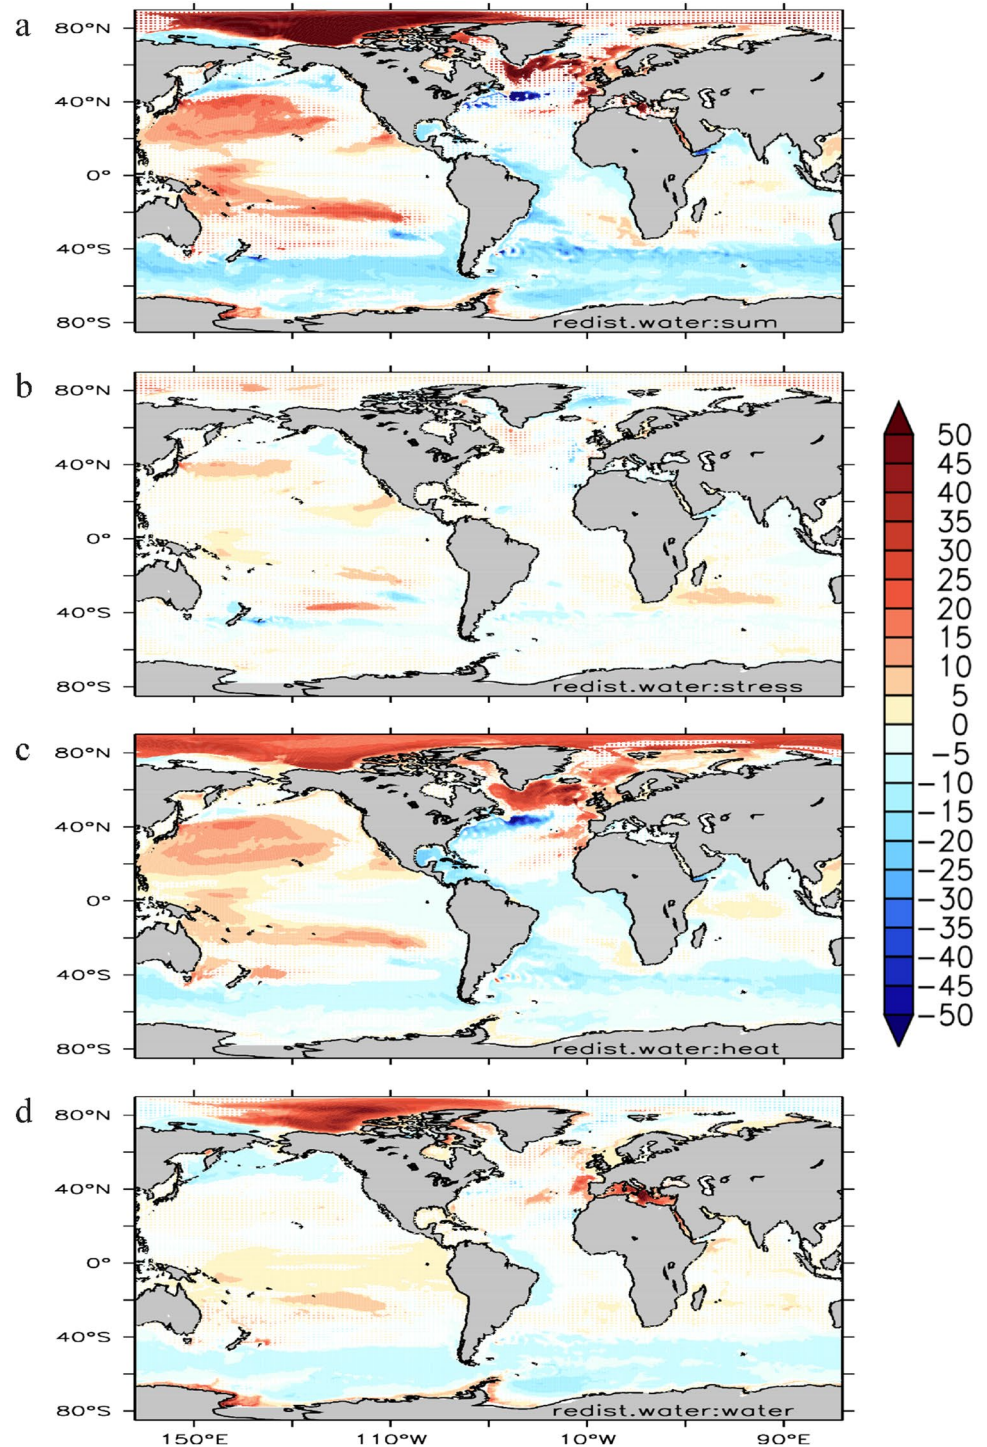 a
80°N
40°N
0°
40°S
80°S
redist.water:sum
b
80°N
40°N
0°
40°S
80°S
redist.water:stress
c
80°N
40°N
0°
40°S
80°S
redist.water:heat
d
80°N
40°N
0°
40°S
80°S
redist.water:water
150°E 110°W 10°W 90°E
50
45
40
35
30
25
20
15
10
5
0
−5
−10
−15
−20
−25
−30
−35
−40
−45
−50